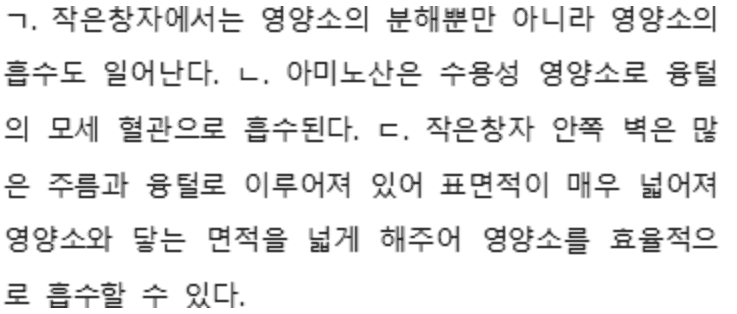 ㄱ. 작은창자에서는 영양소의 분해뿐만 아니라 영양소의
흡수도 일어난다. ㄴ. 아미노산은 수용성 영양소로 융털
의 모세 혈관으로 흡수된다. ㄷ. 작은창자 안쪽 벽은 많
은 주름과 융털로 이루어져 있어 표면적이 매우 넓어져
영양소와 닿는 면적을 넓게 해주어 영양소를 효율적으
로 흡수할 수 있다.